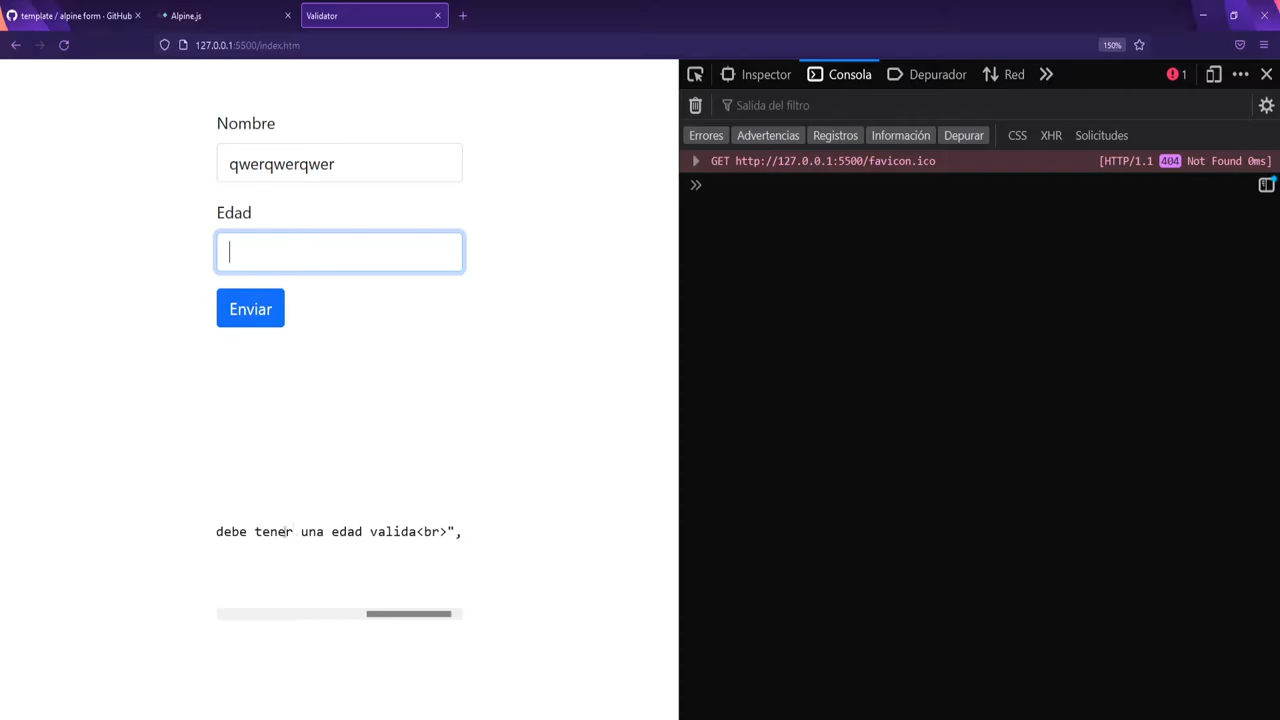 template / alpine form · GitHub
Alpine.js
Validator
127.0.0.1:5500/index.htm
150%
Nombre
qwerqwerqwer
Edad
Enviar
debe tener una edad valida<br>",
Inspector
Consola
Depurador
Red
1
Salida del filtro
Errores
Advertencias
Registros
Información
Depurar
CSS
XHR
Solicitudes
GET http://127.0.0.1:5500/favicon.ico
[HTTP/1.1 404 Not Found 0ms]